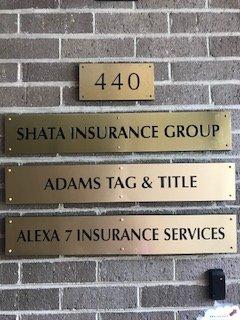 440
SHATA INSURANCE GROUP
ADAMS TAG & TITLE
ALEXA 7 INSURANCE SERVICES